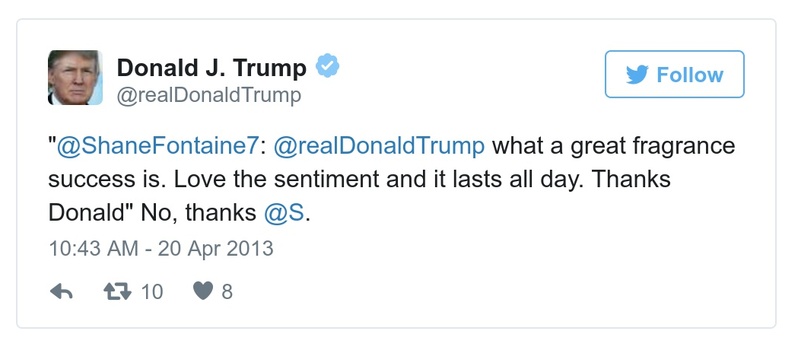 Donald J. Trump
@realDonaldTrump
Follow
"@ShaneFontaine7: @realDonaldTrump what a great fragrance
success is. Love the sentiment and it lasts all day. Thanks
Donald" No, thanks @S.
10:43 AM - 20 Apr 2013
10 8